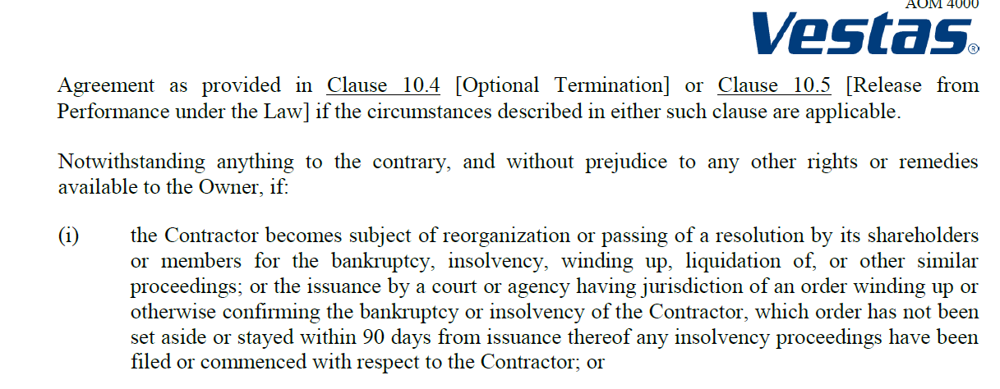 AOM 4000
Vestas®
Agreement as provided in Clause 10.4 [Optional Termination] or Clause 10.5 [Release from
Performance under the Law] if the circumstances described in either such clause are applicable.
Notwithstanding anything to the contrary, and without prejudice to any other rights or remedies
available to the Owner, if:
(i) the Contractor becomes subject of reorganization or passing of a resolution by its shareholders
or members for the bankruptcy, insolvency, winding up, liquidation of, or other similar
proceedings; or the issuance by a court or agency having jurisdiction of an order winding up or
otherwise confirming the bankruptcy or insolvency of the Contractor, which order has not been
set aside or stayed within 90 days from issuance thereof any insolvency proceedings have been
filed or commenced with respect to the Contractor; or